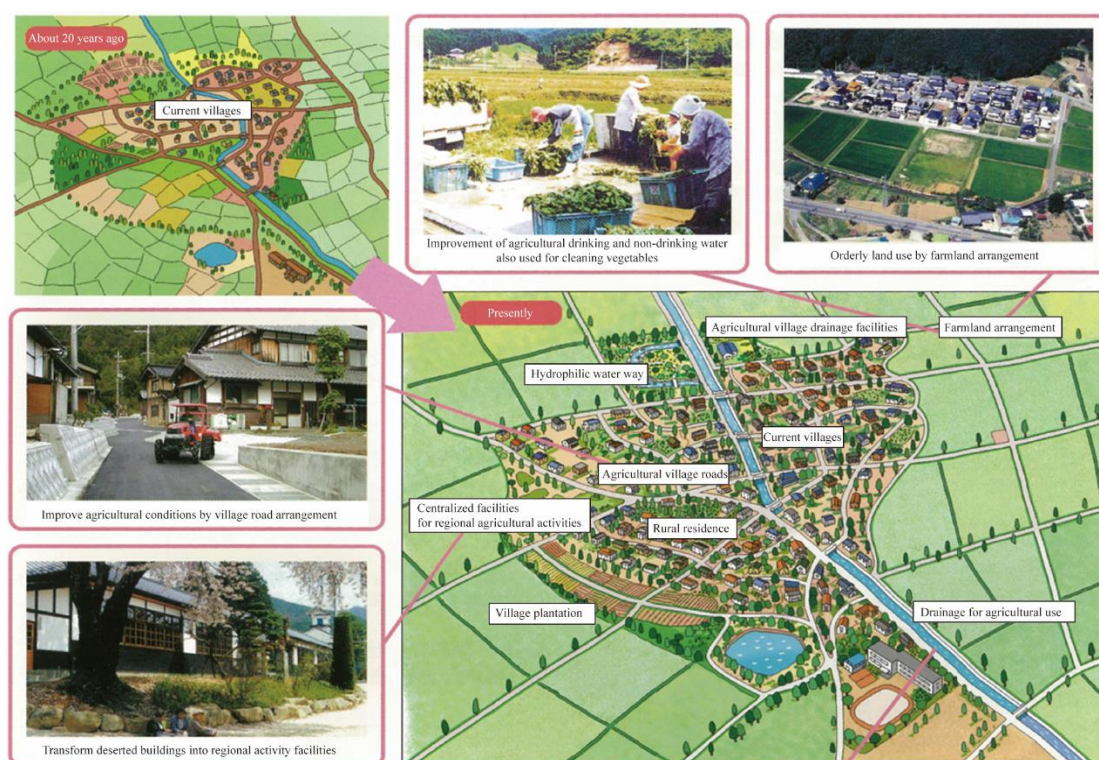 About 20 years ago
Current villages
Improvement of agricultural drinking and non-drinking water
also used for cleaning vegetables
Orderly land use by farmland arrangement
Presently
Agricultural village drainage facilities
Farmland arrangement
Hydrophilic water way
Current villages
Agricultural village roads
Improve agricultural conditions by village road arrangement
Centralized facilities
for regional agricultural activities
Rural residence
Village plantation
Drainage for agricultural use
Transform deserted buildings into regional activity facilities